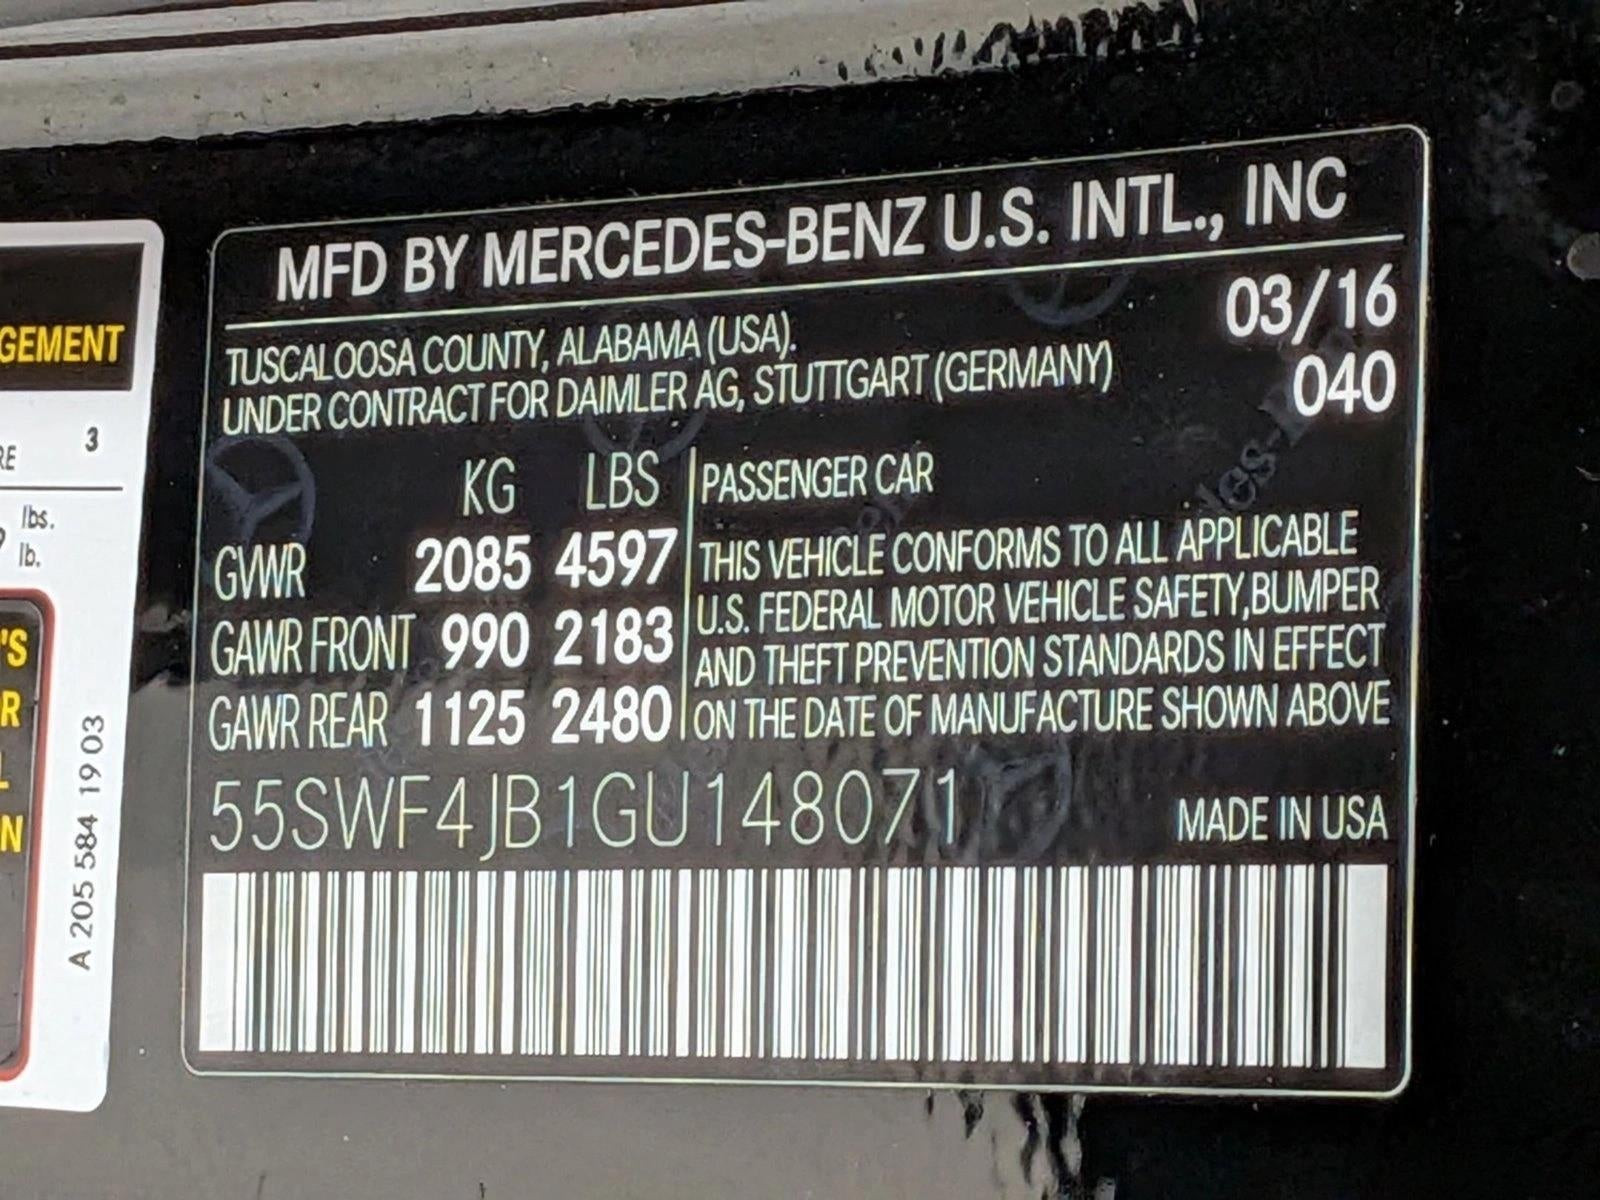 MFD BY MERCEDES-BENZ U.S. INTL., INC
TUSCALOOSA COUNTY, ALABAMA (USA).
UNDER CONTRACT FOR DAIMLER AG, STUTTGART (GERMANY)
03/16
040
KG LBS
GVWR 2085 4597
GAWR FRONT 990 2183
GAWR REAR 1125 2480
PASSENGER CAR
THIS VEHICLE CONFORMS TO ALL APPLICABLE
U.S. FEDERAL MOTOR VEHICLE SAFETY,BUMPER
AND THEFT PREVENTION STANDARDS IN EFFECT
ON THE DATE OF MANUFACTURE SHOWN ABOVE
55SWF4JB1GU148071
MADE IN USA
GEMENT
3
lbs.
lb.
'S
R
L
N
A 205 584 19 03